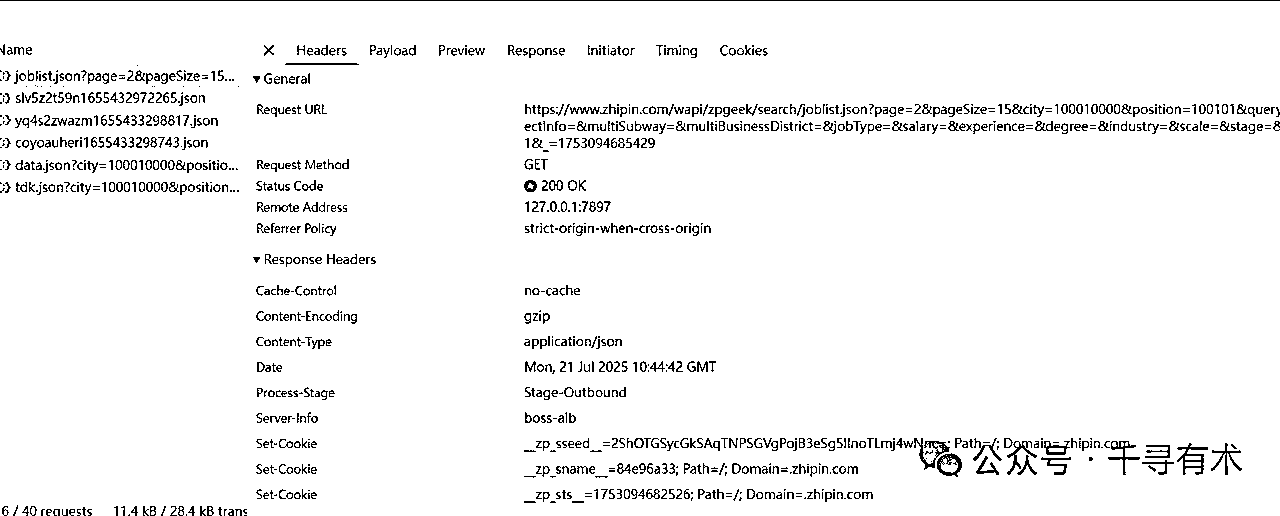 Name
joblist.json?page=2&pageSize=15...
slv5z2t59n1655432972265.json
yq4s2zwazm1655433298817.json
coyoauheri1655433298743.json
data.json?city=100010000&positio...
tdk.json?city=100010000&position...
6 / 40 requests 11.4 kB / 28.4 kB trans
Headers Payload Preview Response Initiator Timing Cookies
General
Request URL https://www.zhipin.com/wapi/zpgeek/search/joblist.json?page=2&pageSize=15&city=100010000&position=100101&query
ectInfo=&multiSubway=&multiBusinessDistrict=&jobType=&salary=&experience=&degree=&industry=&scale=&stage=&
1&_=1753094685429
Request Method GET
Status Code 200 OK
Remote Address 127.0.0.1:7897
Referrer Policy strict-origin-when-cross-origin
Response Headers
Cache-Control no-cache
Content-Encoding gzip
Content-Type application/json
Date Mon, 21 Jul 2025 10:44:42 GMT
Process-Stage Stage-Outbound
Server-Info boss-alb
Set-Cookie Path=/; Domain=.zhipin.com
Set-Cookie __zp_sname__=84e96a33; Path=/; Domain=.zhipin.com
Set-Cookie __zp_sts__=1753094682526; Path=/; Domain=.zhipin.com
公众号 · 千寻有术